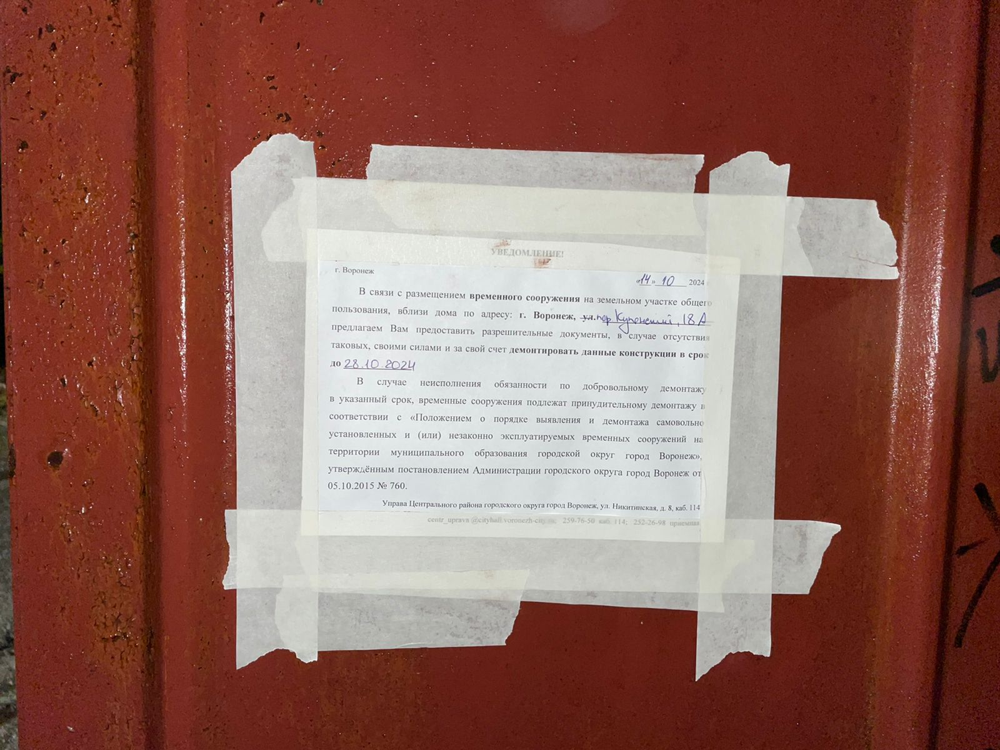 УВЕДОМЛЕНИЕ!
г. Воронеж
«14» 10 2024
В связи с размещением временного сооружения на земельном участке общего
пользования, вблизи дома по адресу: г. Воронеж, ул. пер. Купянский, 18 А
предлагаем Вам предоставить разрешительные документы, в случае отсутствия
таковых, своими силами и за свой счет демонтировать данные конструкции в срок
до 28.10.2024
В случае неисполнения обязанности по добровольному демонтажу
в указанный срок, временные сооружения подлежат принудительному демонтажу в
соответствии с «Положением о порядке выявления и демонтажа самовольно
установленных и (или) незаконно эксплуатируемых временных сооружений на
территории муниципального образования городской округ город Воронеж»,
утверждённым постановлением Администрации городского округа город Воронеж от
05.10.2015 № 760.
Управа Центрального района городского округа город Воронеж, ул. Никитинская, д. 8, каб. 114
centr_uprava @cityhall.voronezh-city.ru; 259-76-50 каб. 114; 252-26-98 приемная